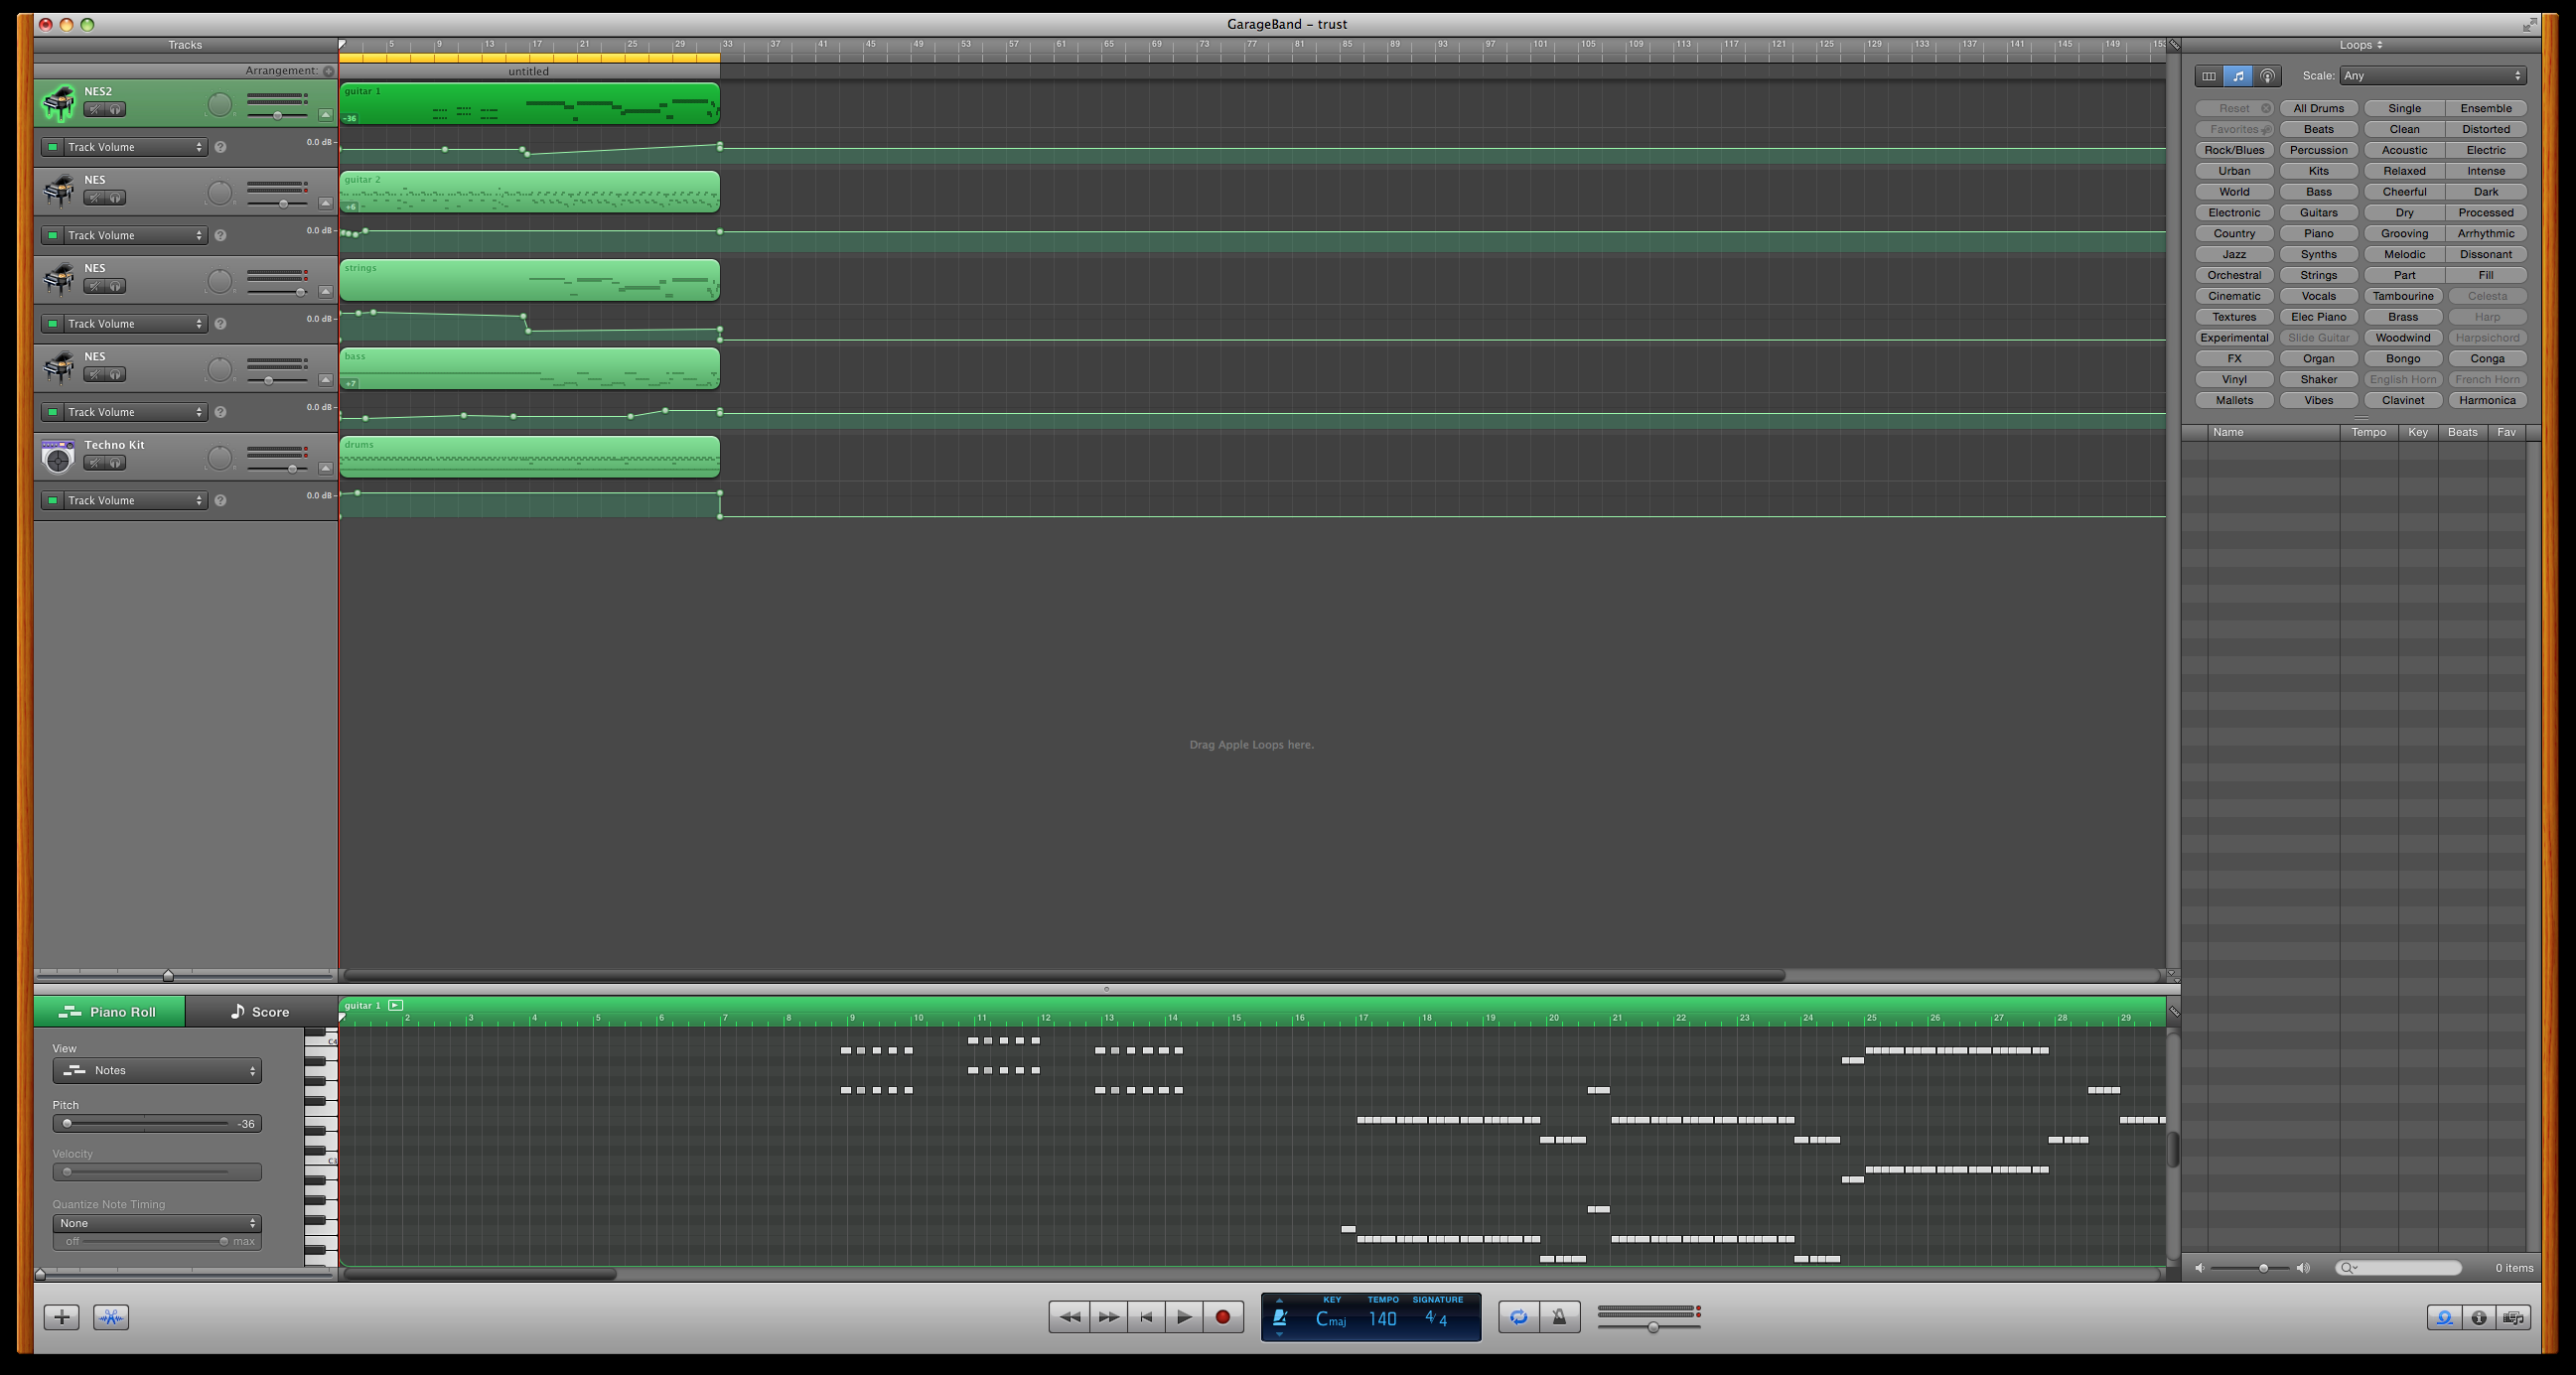 GarageBand – trust
Tracks
5 9 13 17 21 25 29 33 37 41 45 49 53 57 61 65 69 73 77 81 85 89 93 97 101 105 109 113 117 121 125 129 133 137 141 145 149 153
Arrangement:
untitled
NES2
guitar 1
-36
Track Volume
? 0.0 dB
NES
guitar 2
+6
Track Volume
? 0.0 dB
NES
strings
Track Volume
? 0.0 dB
NES
bass
+7
Track Volume
? 0.0 dB
Techno Kit
drums
Track Volume
? 0.0 dB
Drag Apple Loops here.
Loops
Scale: Any
Reset All Drums Single Ensemble
Favorites Beats Clean Distorted
Rock/Blues Percussion Acoustic Electric
Urban Kits Relaxed Intense
World Bass Cheerful Dark
Electronic Guitars Dry Processed
Country Piano Grooving Arrhythmic
Jazz Synths Melodic Dissonant
Orchestral Strings Part Fill
Cinematic Vocals Tambourine Celesta
Textures Elec Piano Brass Harp
Experimental Slide Guitar Woodwind Harpsichord
FX Organ Bongo Conga
Vinyl Shaker English Horn French Horn
Mallets Vibes Clavinet Harmonica
Name Tempo Key Beats Fav
0 items
Piano Roll
Score
guitar 1
2 3 4 5 6 7 8 9 10 11 12 13 14 15 16 17 18 19 20 21 22 23 24 25 26 27 28 29
View
Notes
Pitch
-36
Velocity
Quantize Note Timing
None
off max
C4
C3
KEY TEMPO SIGNATURE
Cmaj 140 4/4